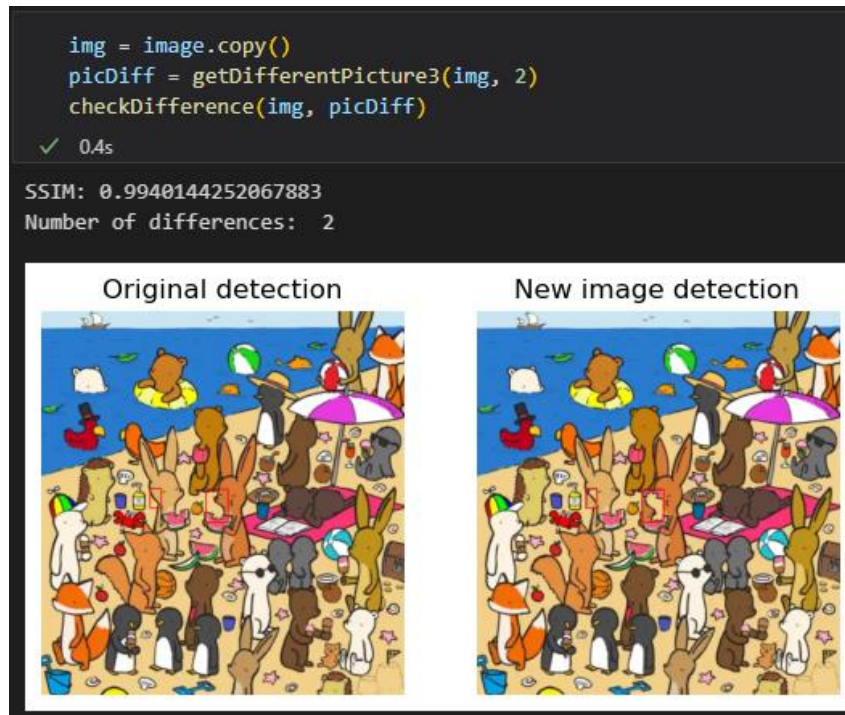 img = image.copy()
picDiff = getDifferentPicture3(img, 2)
checkDifference(img, picDiff)
✓ 0.4s
SSIM: 0.9940144252067883
Number of differences:  2
Original detection
New image detection